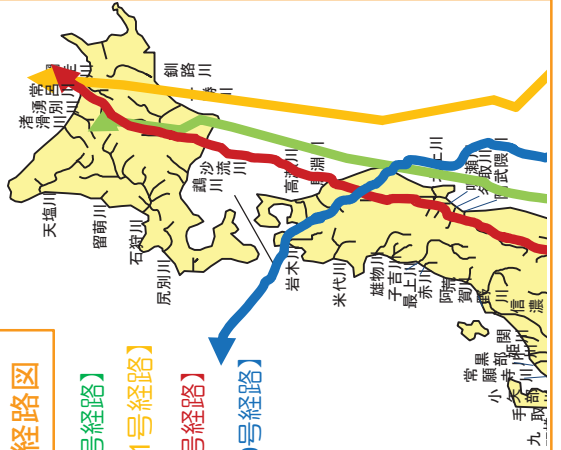 経路図
号経路】
1号経路】
号経路】
号経路】
釧路川
常呂川
湧別川
渚滑川
鵡川
沙流川
天塩川
留萌川
石狩川
尻別川
高瀬川
馬淵川
上川
名取川
阿武隈川
岩木川
米代川
雄物川
子吉川
最上川
赤川
荒川
阿賀野川
信濃
関川
姫川
黒部川
常願寺川
小矢部
手取
九